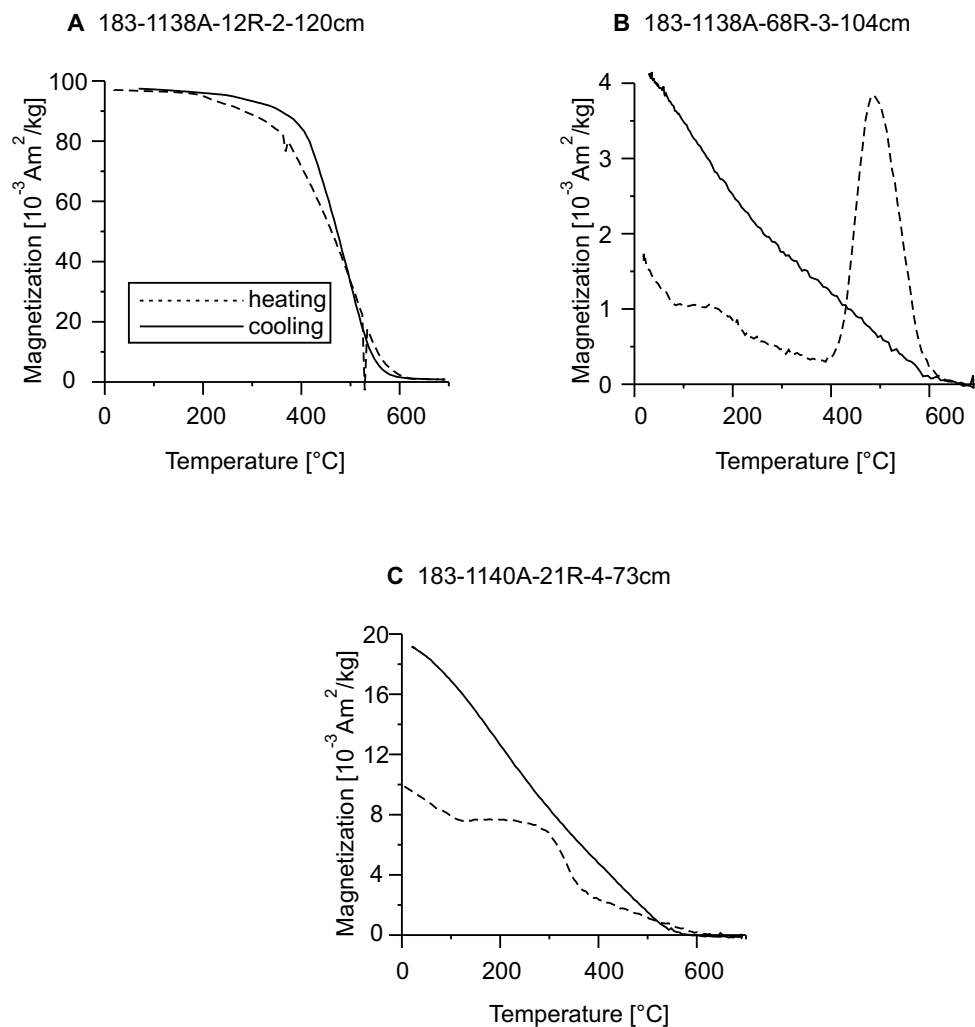 A 183-1138A-12R-2-120cm
100
80
60
40
20
0
Magnetization [10⁻³Am²/kg]
heating
cooling
0 200 400 600
Temperature [°C]
B 183-1138A-68R-3-104cm
4
3
2
1
0
Magnetization [10⁻³Am²/kg]
0 200 400 600
Temperature [°C]
C 183-1140A-21R-4-73cm
20
16
12
8
4
0
Magnetization [10⁻³Am²/kg]
0 200 400 600
Temperature [°C]